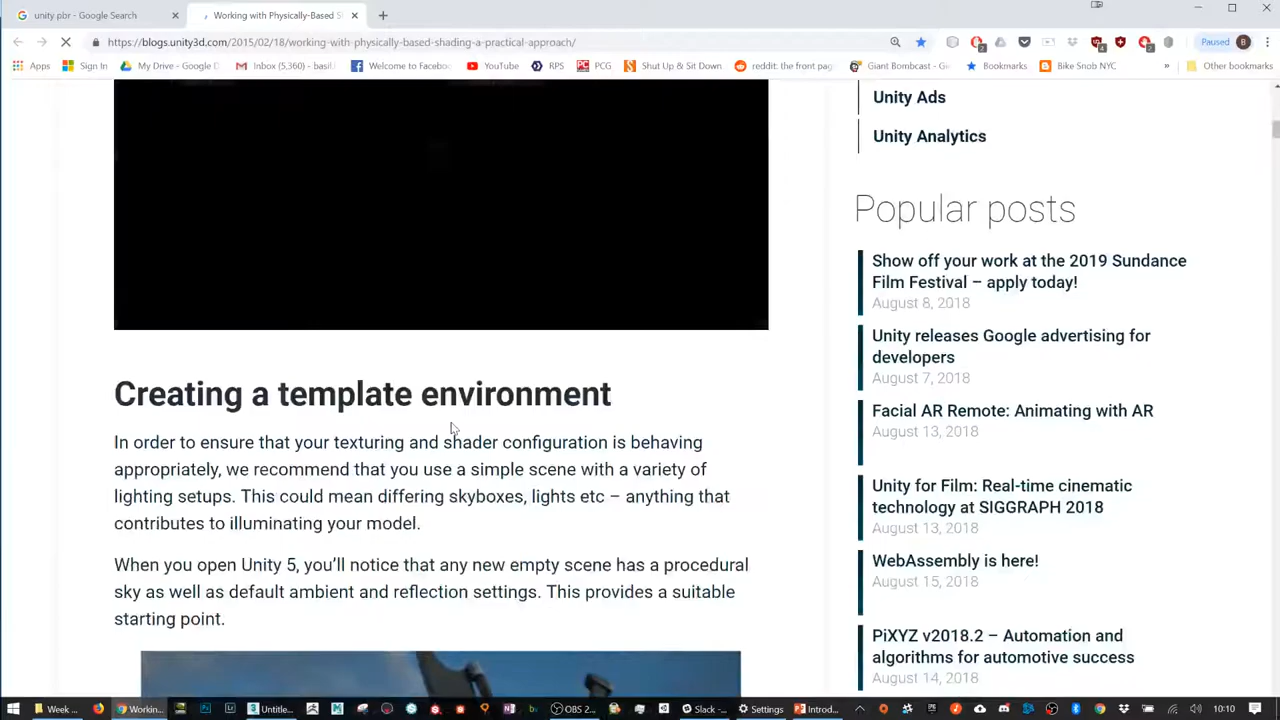 unity pbr - Google Search
Working with Physically-Based S
https://blogs.unity3d.com/2015/02/18/working-with-physically-based-shading-a-practical-approach/
Paused B
Apps Sign In My Drive - Google D Inbox (5,360) - basil Welcome to Faceboo YouTube RPS PCG Shut Up & Sit Down reddit: the front pag Giant Bombcast - Gi Bookmarks Bike Snob NYC » Other bookmarks
Unity Ads
Unity Analytics
Popular posts
Show off your work at the 2019 Sundance
Film Festival – apply today!
August 8, 2018
Unity releases Google advertising for
developers
August 7, 2018
Facial AR Remote: Animating with AR
August 13, 2018
Unity for Film: Real-time cinematic
technology at SIGGRAPH 2018
August 13, 2018
WebAssembly is here!
August 15, 2018
PiXYZ v2018.2 – Automation and
algorithms for automotive success
August 14, 2018
Creating a template environment
In order to ensure that your texturing and shader configuration is behaving
appropriately, we recommend that you use a simple scene with a variety of
lighting setups. This could mean differing skyboxes, lights etc – anything that
contributes to illuminating your model.
When you open Unity 5, you’ll notice that any new empty scene has a procedural
sky as well as default ambient and reflection settings. This provides a suitable
starting point.
Week ... Workin... Untitle... OBS 2... Slack -... Settings Introd... 10:10